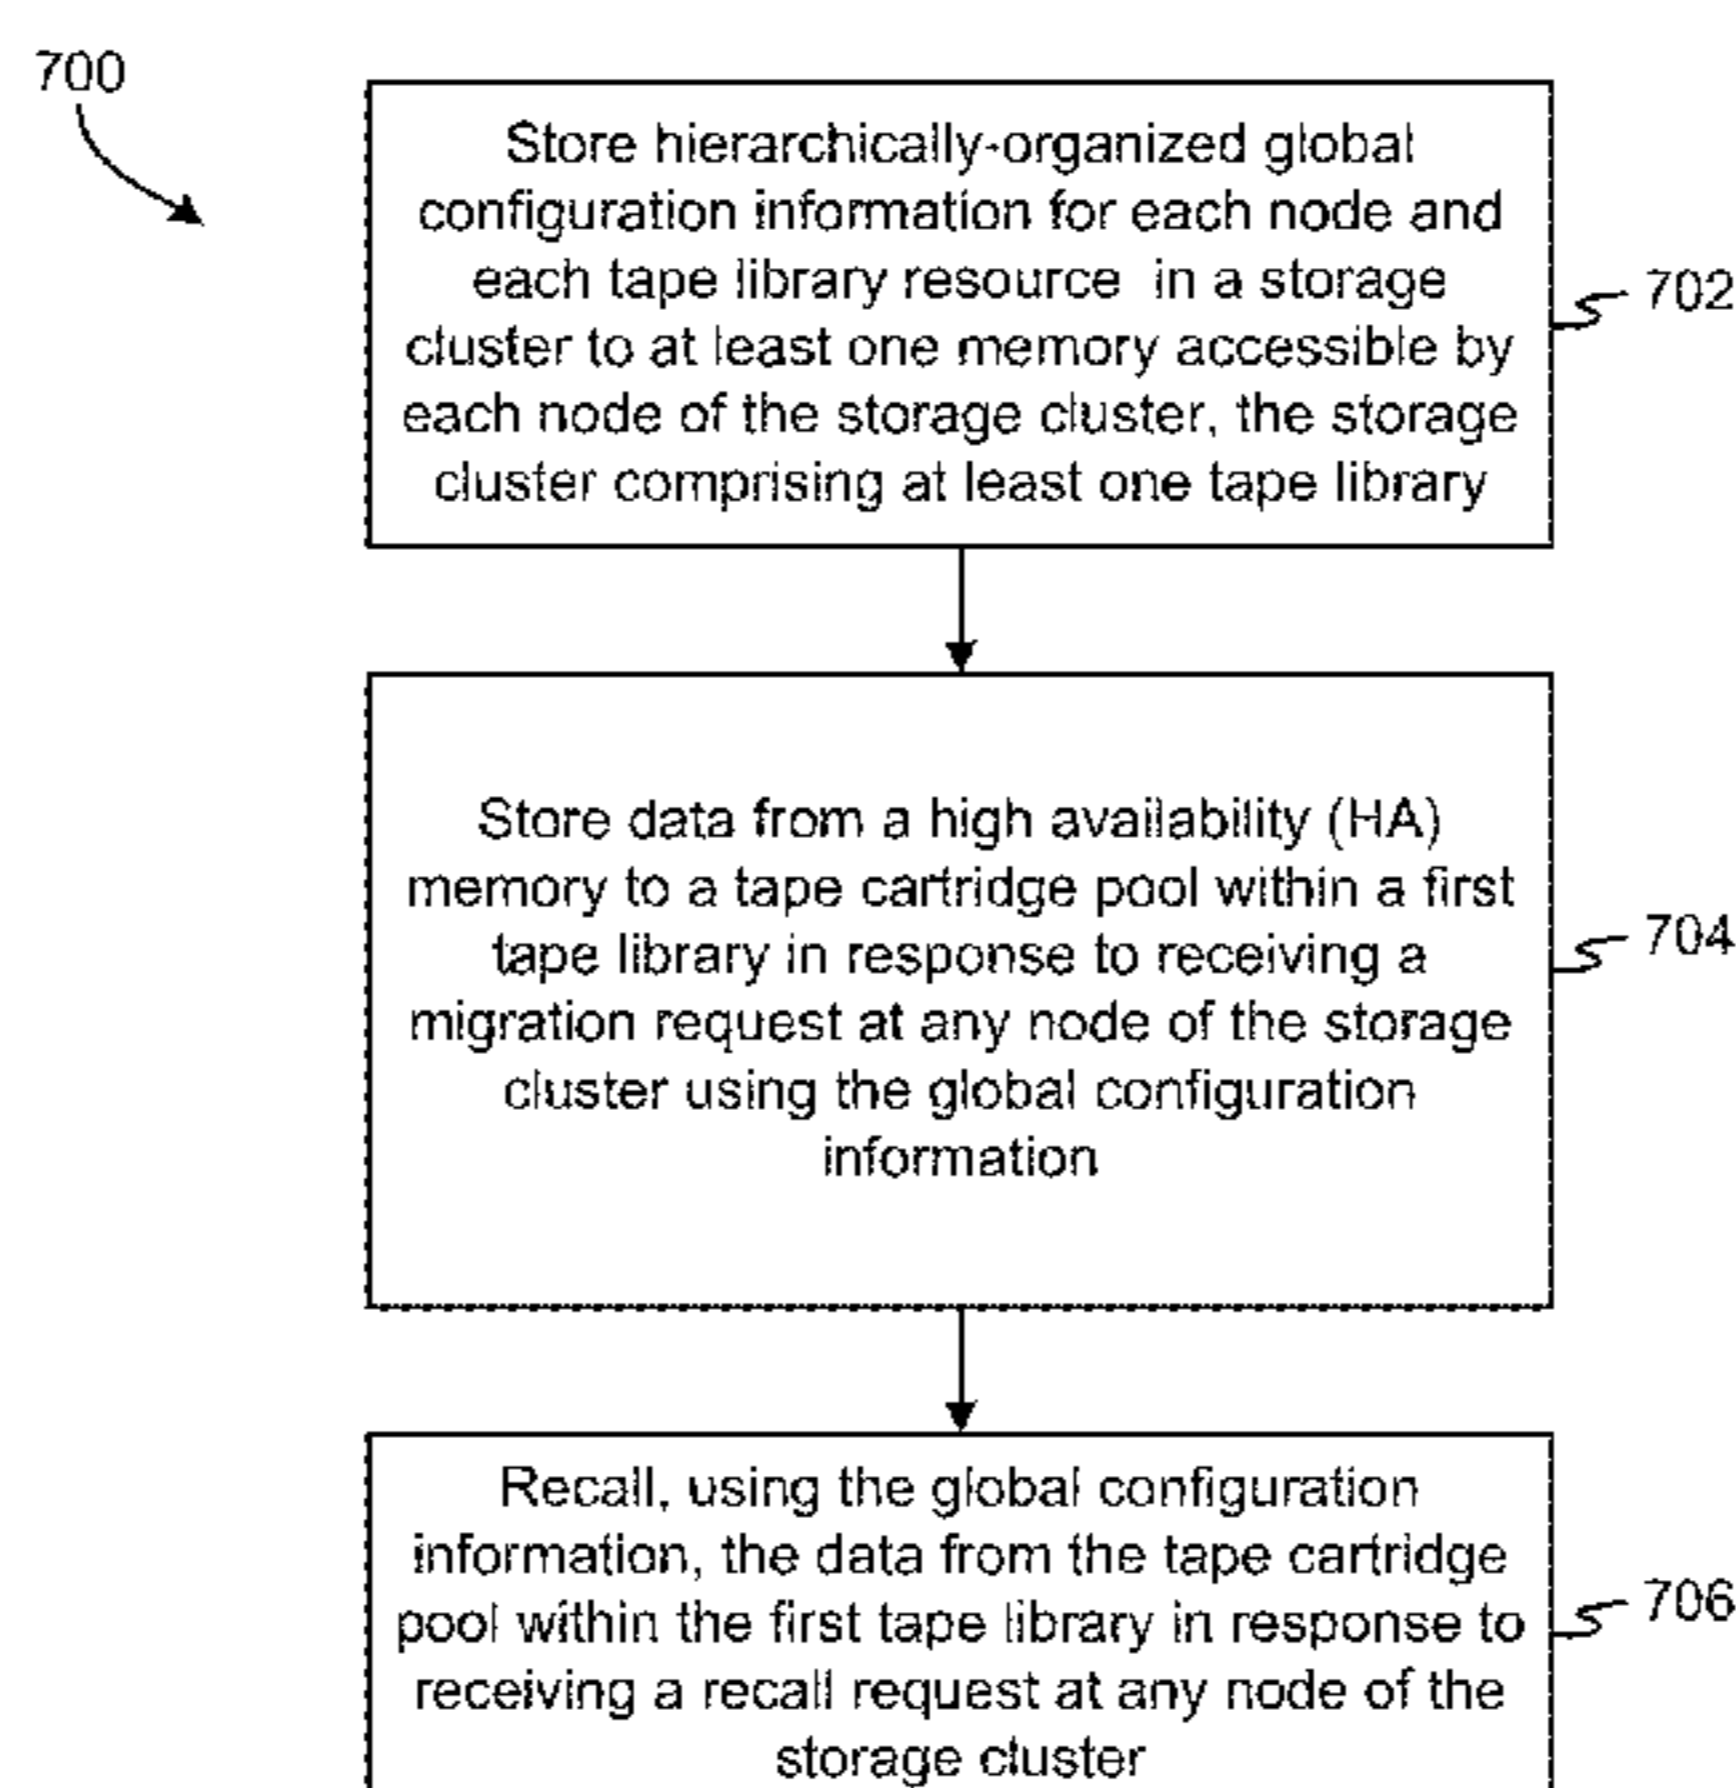 700
Store hierarchically-organized global
configuration information for each node and
each tape library resource in a storage
cluster to at least one memory accessible by
each node of the storage cluster, the storage
cluster comprising at least one tape library
702
Store data from a high availability (HA)
memory to a tape cartridge pool within a first
tape library in response to receiving a
migration request at any node of the storage
cluster using the global configuration
information
704
Recall, using the global configuration
information, the data from the tape cartridge
pool within the first tape library in response to
receiving a recall request at any node of the
storage cluster
706